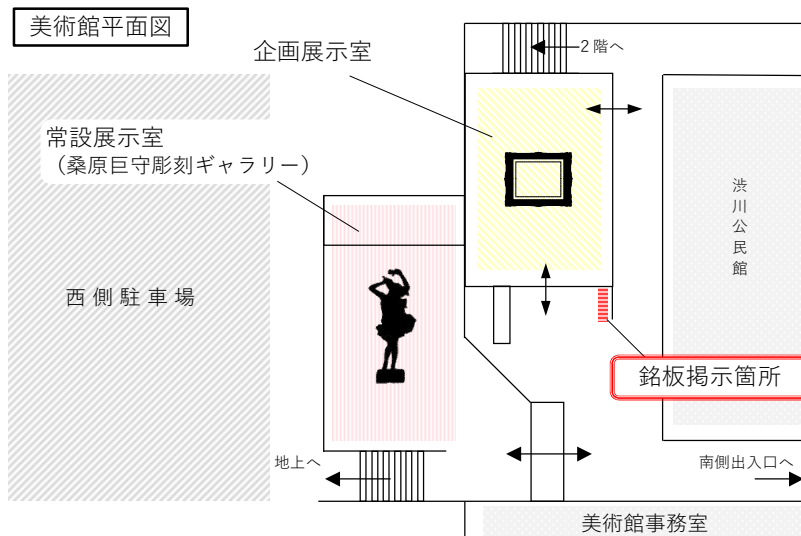 美術館平面図
企画展示室
2階へ
常設展示室
（桑原巨守彫刻ギャラリー）
渋川公民館
西側駐車場
銘板掲示箇所
地上へ
南側出入口へ
美術館事務室